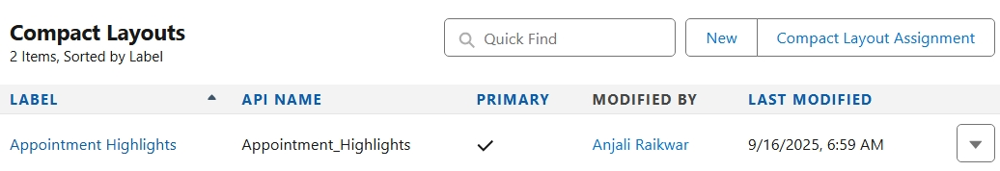 Compact Layouts
2 Items, Sorted by Label
Quick Find
New
Compact Layout Assignment
LABEL API NAME PRIMARY MODIFIED BY LAST MODIFIED
Appointment Highlights Appointment_Highlights Anjali Raikwar 9/16/2025, 6:59 AM